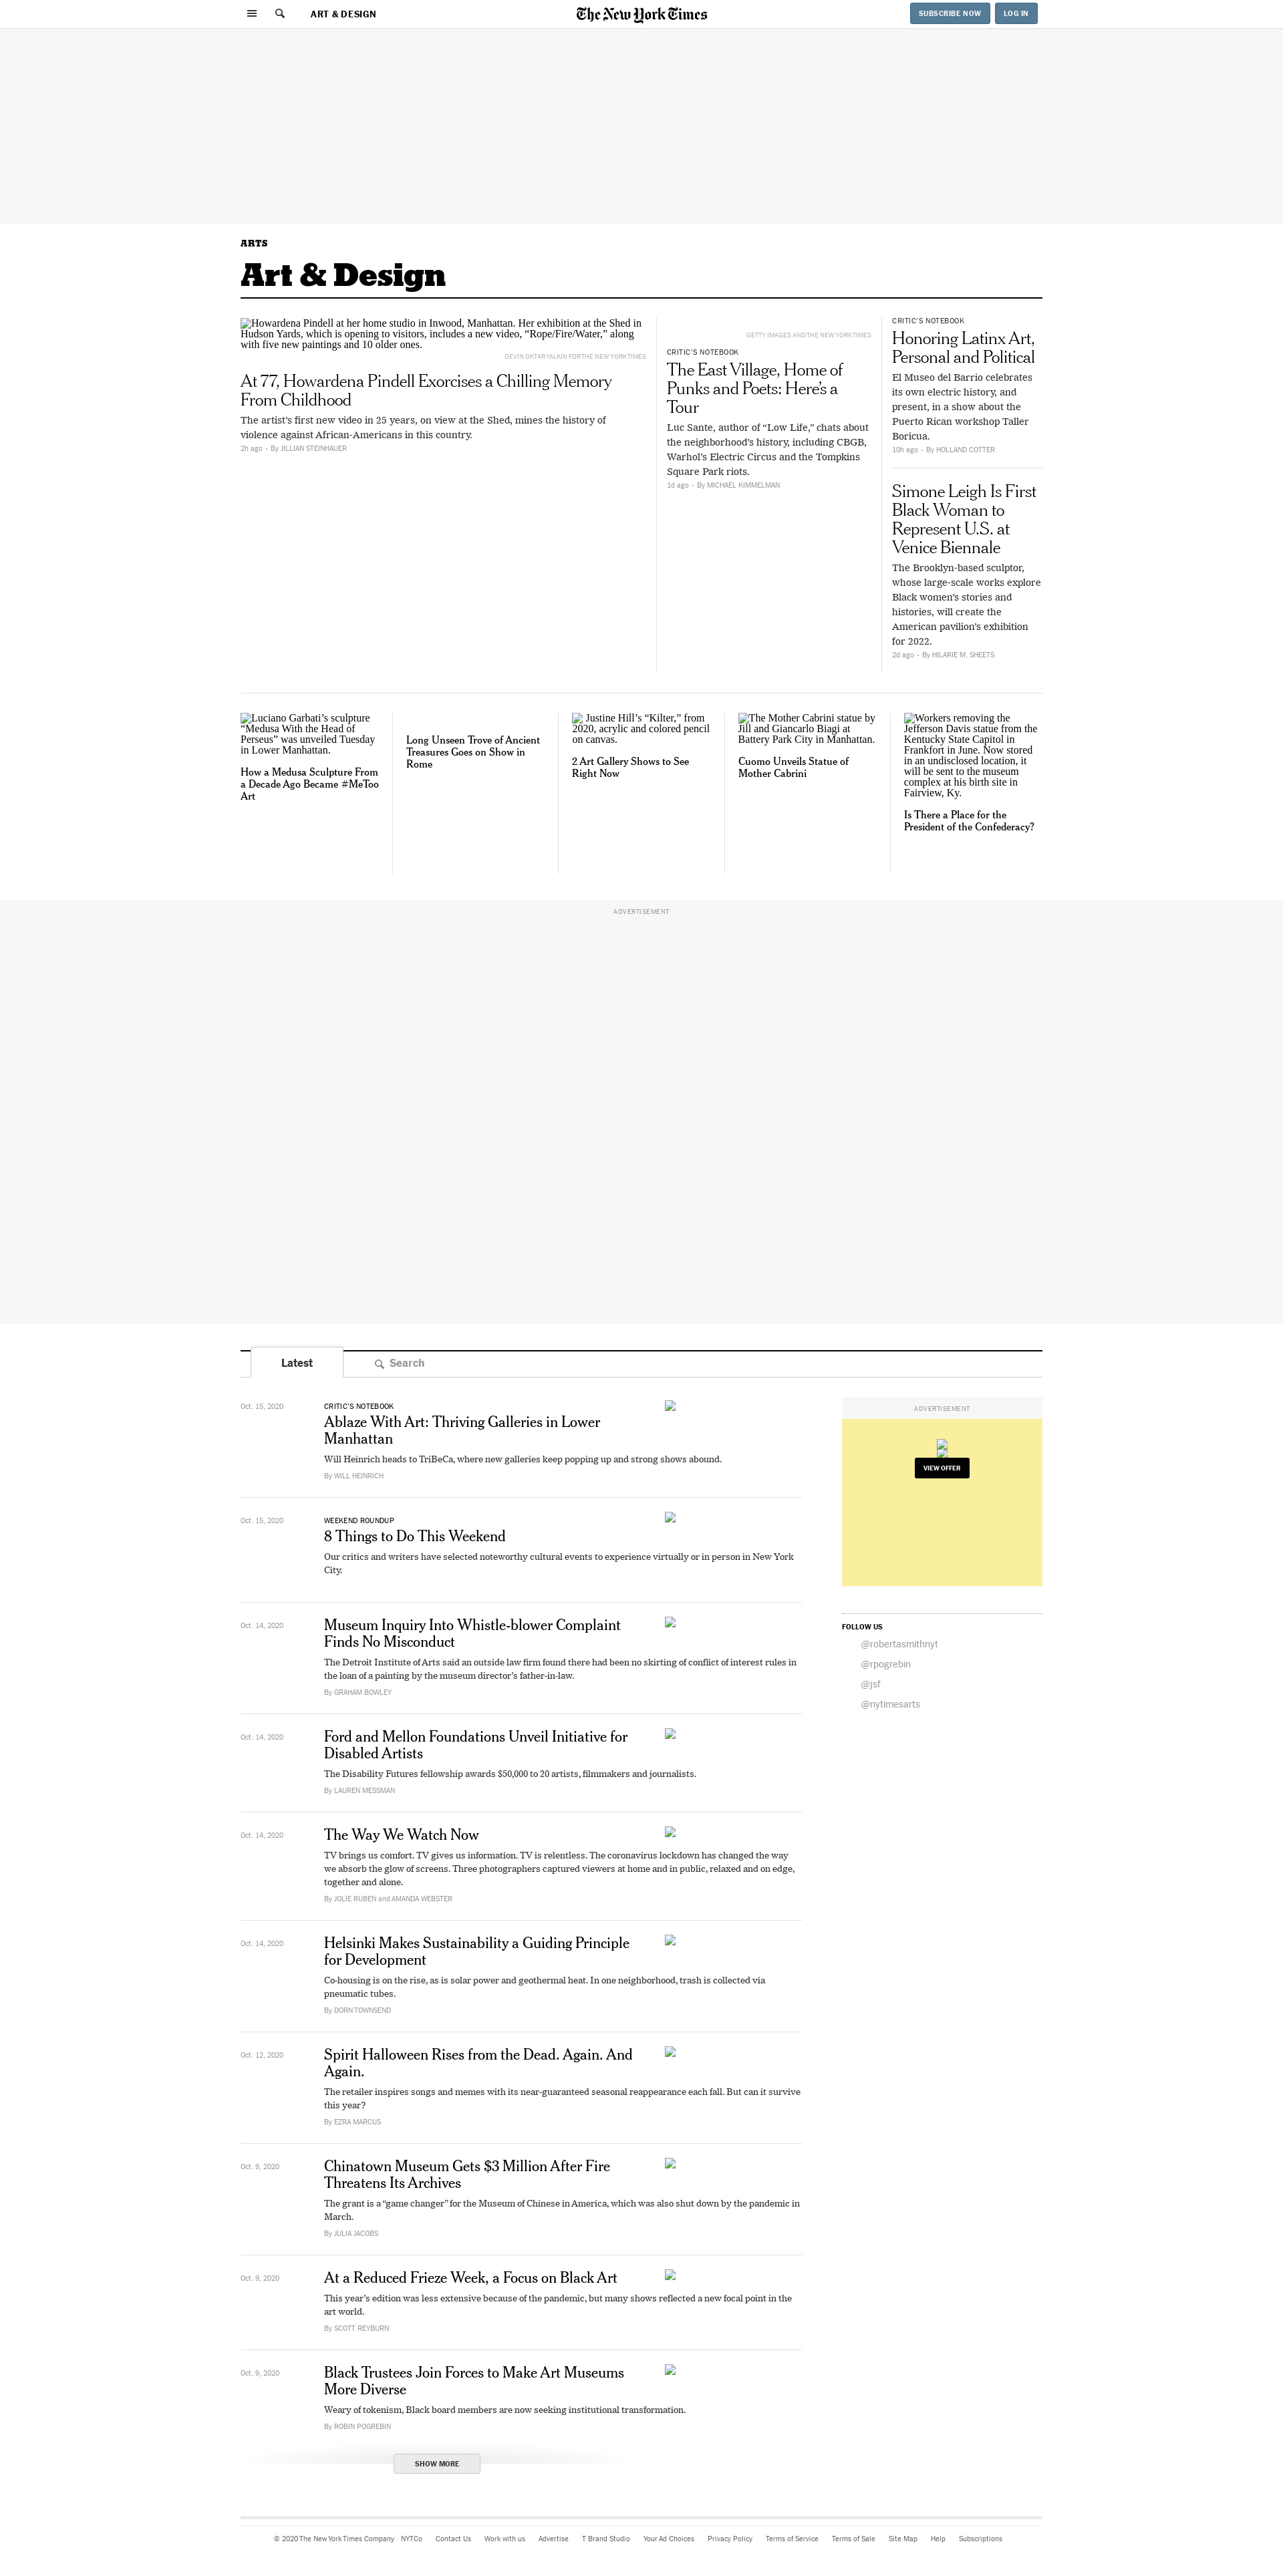 ART & DESIGN
The New York Times
SUBSCRIBE NOW
LOG IN
ARTS
Art & Design
Howardena Pindell at her home studio in Inwood, Manhattan. Her exhibition at the Shed in
Hudson Yards, which is opening to visitors, includes a new video, “Rope/Fire/Water,” along
with five new paintings and 10 older ones.
DEVIN OKTAR YALKIN FOR THE NEW YORK TIMES
At 77, Howardena Pindell Exorcises a Chilling Memory
From Childhood
The artist’s first new video in 25 years, on view at the Shed, mines the history of
violence against African-Americans in this country.
2h ago • By JILLIAN STEINHAUER
GETTY IMAGES AND THE NEW YORK TIMES
CRITIC’S NOTEBOOK
The East Village, Home of
Punks and Poets: Here’s a
Tour
Luc Sante, author of “Low Life,” chats about
the neighborhood’s history, including CBGB,
Warhol’s Electric Circus and the Tompkins
Square Park riots.
1d ago • By MICHAEL KIMMELMAN
CRITIC’S NOTEBOOK
Honoring Latinx Art,
Personal and Political
El Museo del Barrio celebrates
its own electric history, and
present, in a show about the
Puerto Rican workshop Taller
Boricua.
10h ago • By HOLLAND COTTER
Simone Leigh Is First
Black Woman to
Represent U.S. at
Venice Biennale
The Brooklyn-based sculptor,
whose large-scale works explore
Black women’s stories and
histories, will create the
American pavilion’s exhibition
for 2022.
2d ago • By HILARIE M. SHEETS
Luciano Garbati’s sculpture
“Medusa With the Head of
Perseus” was unveiled Tuesday
in Lower Manhattan.
How a Medusa Sculpture From
a Decade Ago Became #MeToo
Art
Long Unseen Trove of Ancient
Treasures Goes on Show in
Rome
Justine Hill’s “Kilter,” from
2020, acrylic and colored pencil
on canvas.
2 Art Gallery Shows to See
Right Now
The Mother Cabrini statue by
Jill and Giancarlo Biagi at
Battery Park City in Manhattan.
Cuomo Unveils Statue of
Mother Cabrini
Workers removing the
Jefferson Davis statue from the
Kentucky State Capitol in
Frankfort in June. Now stored
in an undisclosed location, it
will be sent to the museum
complex at his birth site in
Fairview, Ky.
Is There a Place for the
President of the Confederacy?
ADVERTISEMENT
Latest
Search
Oct. 15, 2020
CRITIC’S NOTEBOOK
Ablaze With Art: Thriving Galleries in Lower
Manhattan
Will Heinrich heads to TriBeCa, where new galleries keep popping up and strong shows abound.
By WILL HEINRICH
Oct. 15, 2020
WEEKEND ROUNDUP
8 Things to Do This Weekend
Our critics and writers have selected noteworthy cultural events to experience virtually or in person in New York
City.
Oct. 14, 2020
Museum Inquiry Into Whistle-blower Complaint
Finds No Misconduct
The Detroit Institute of Arts said an outside law firm found there had been no skirting of conflict of interest rules in
the loan of a painting by the museum director’s father-in-law.
By GRAHAM BOWLEY
Oct. 14, 2020
Ford and Mellon Foundations Unveil Initiative for
Disabled Artists
The Disability Futures fellowship awards $50,000 to 20 artists, filmmakers and journalists.
By LAUREN MESSMAN
Oct. 14, 2020
The Way We Watch Now
TV brings us comfort. TV gives us information. TV is relentless. The coronavirus lockdown has changed the way
we absorb the glow of screens. Three photographers captured viewers at home and in public, relaxed and on edge,
together and alone.
By JOLIE RUBEN and AMANDA WEBSTER
Oct. 14, 2020
Helsinki Makes Sustainability a Guiding Principle
for Development
Co-housing is on the rise, as is solar power and geothermal heat. In one neighborhood, trash is collected via
pneumatic tubes.
By DORN TOWNSEND
Oct. 12, 2020
Spirit Halloween Rises from the Dead. Again. And
Again.
The retailer inspires songs and memes with its near-guaranteed seasonal reappearance each fall. But can it survive
this year?
By EZRA MARCUS
Oct. 9, 2020
Chinatown Museum Gets $3 Million After Fire
Threatens Its Archives
The grant is a “game changer” for the Museum of Chinese in America, which was also shut down by the pandemic in
March.
By JULIA JACOBS
Oct. 9, 2020
At a Reduced Frieze Week, a Focus on Black Art
This year’s edition was less extensive because of the pandemic, but many shows reflected a new focal point in the
art world.
By SCOTT REYBURN
Oct. 9, 2020
Black Trustees Join Forces to Make Art Museums
More Diverse
Weary of tokenism, Black board members are now seeking institutional transformation.
By ROBIN POGREBIN
SHOW MORE
ADVERTISEMENT
VIEW OFFER
FOLLOW US
@robertasmithnyt
@rpogrebin
@jsf
@nytimesarts
© 2020 The New York Times Company NYTCo Contact Us Work with us Advertise T Brand Studio Your Ad Choices Privacy Policy Terms of Service Terms of Sale Site Map Help Subscriptions